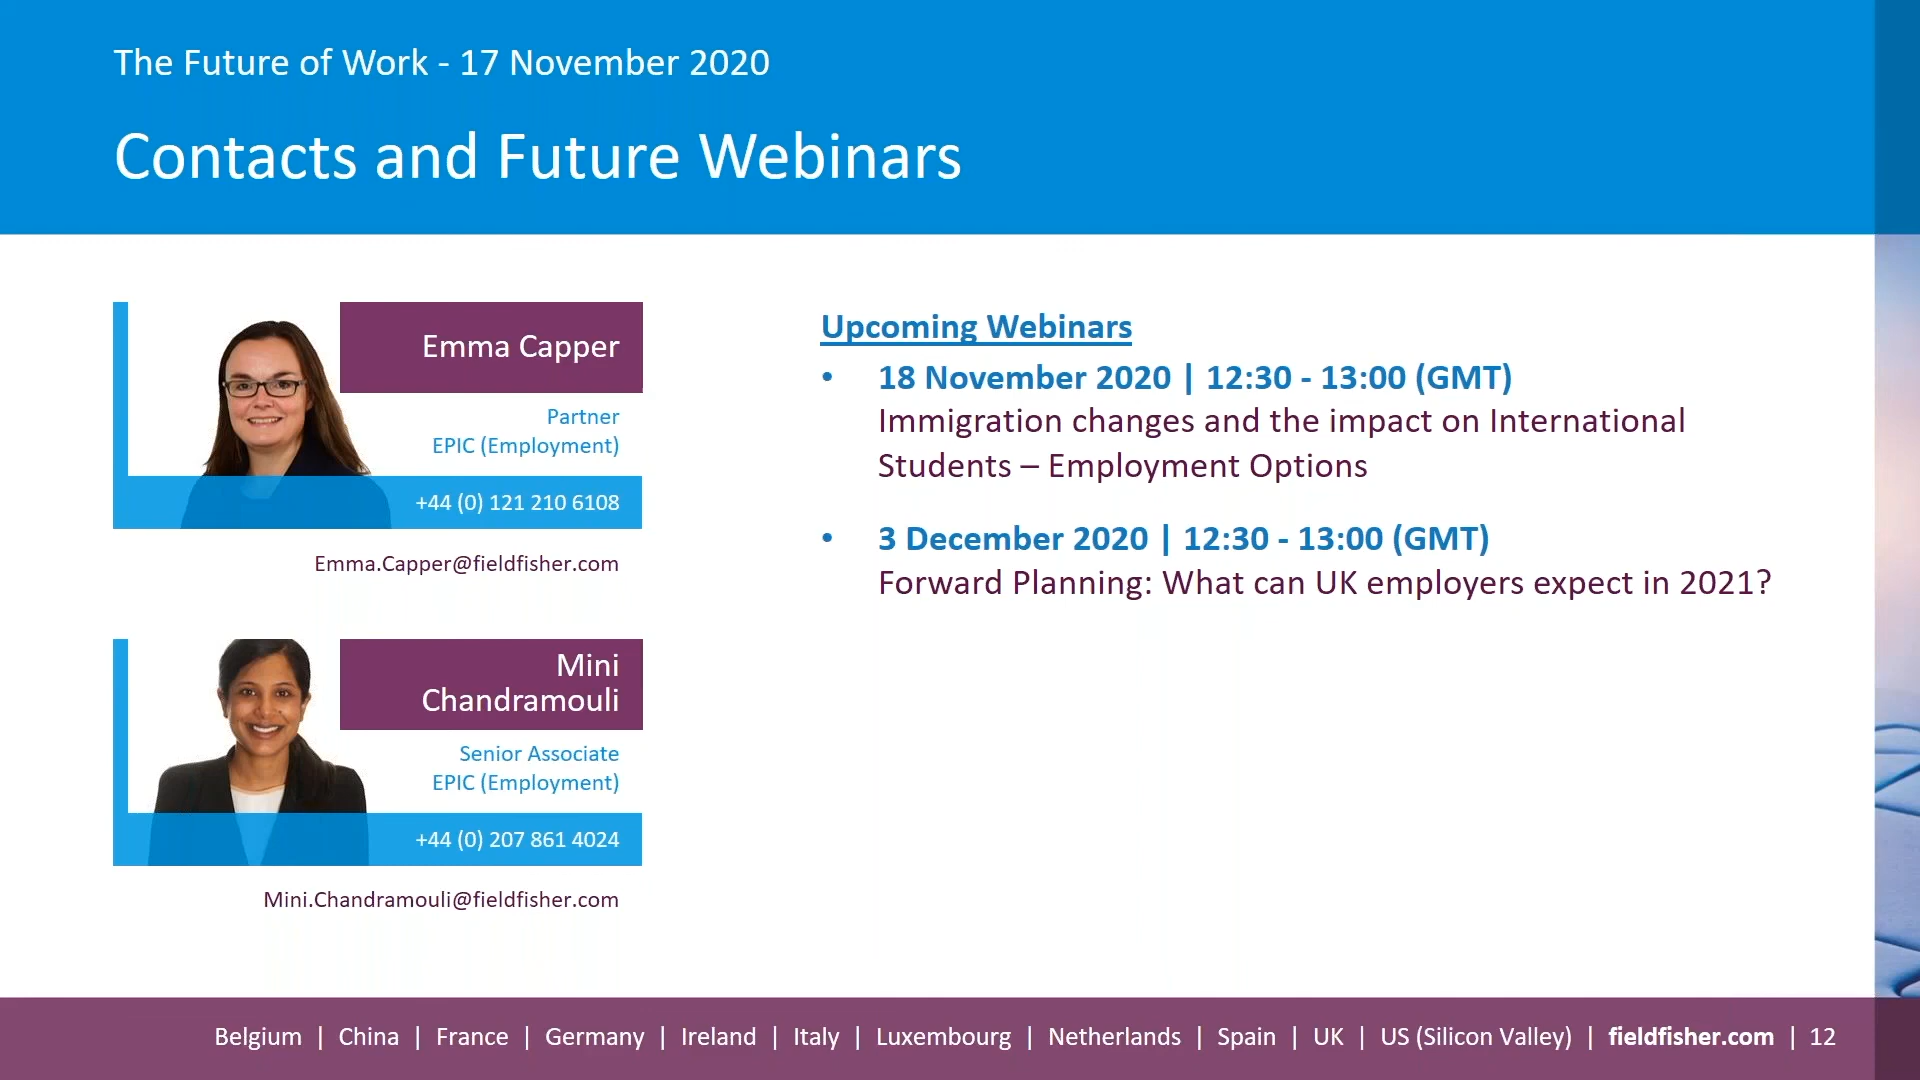 The Future of Work - 17 November 2020
Contacts and Future Webinars
Emma Capper
Partner
EPIC (Employment)
+44 (0) 121 210 6108
Emma.Capper@fieldfisher.com
Mini
Chandramouli
Senior Associate
EPIC (Employment)
+44 (0) 207 861 4024
Mini.Chandramouli@fieldfisher.com
Upcoming Webinars
• 18 November 2020 | 12:30 - 13:00 (GMT)
Immigration changes and the impact on International
Students – Employment Options
• 3 December 2020 | 12:30 - 13:00 (GMT)
Forward Planning: What can UK employers expect in 2021?
Belgium | China | France | Germany | Ireland | Italy | Luxembourg | Netherlands | Spain | UK | US (Silicon Valley) | fieldfisher.com | 12